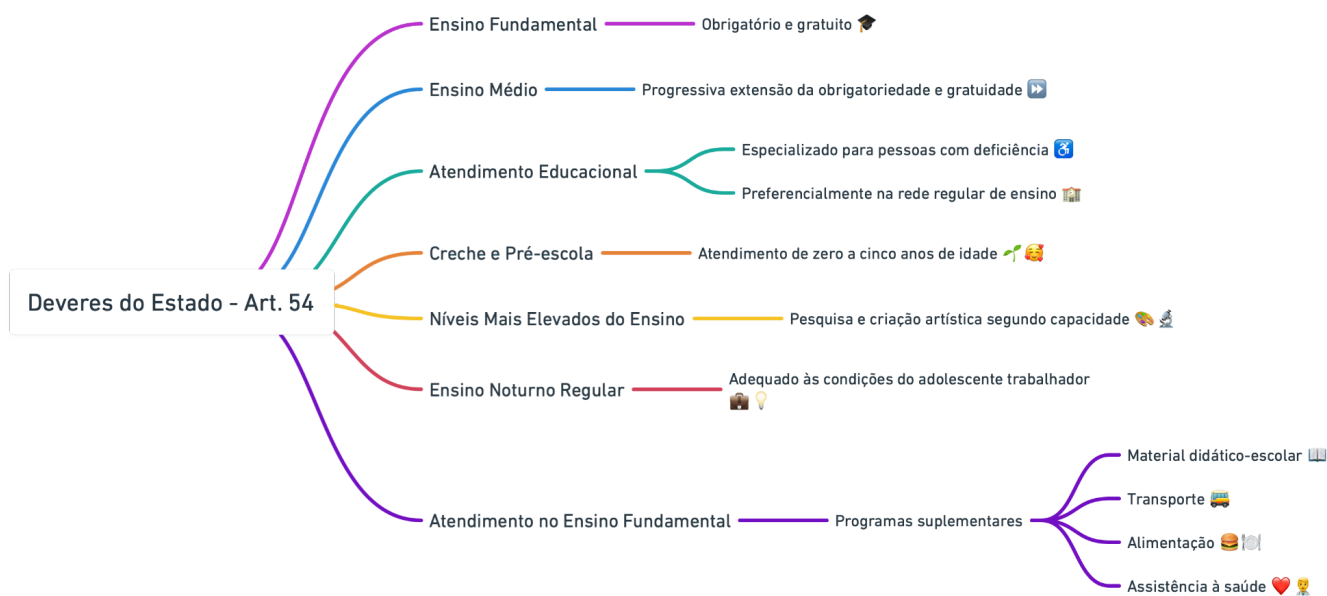 Deveres do Estado - Art. 54
Ensino Fundamental
Obrigatório e gratuito 🎓
Ensino Médio
Progressiva extensão da obrigatoriedade e gratuidade ⏩
Atendimento Educacional
Especializado para pessoas com deficiência ♿
Preferencialmente na rede regular de ensino 🏫
Creche e Pré-escola
Atendimento de zero a cinco anos de idade 🌱🥰
Níveis Mais Elevados do Ensino
Pesquisa e criação artística segundo capacidade 🎨🔬
Ensino Noturno Regular
Adequado às condições do adolescente trabalhador
💼💡
Atendimento no Ensino Fundamental
Programas suplementares
Material didático-escolar 📖
Transporte 🚌
Alimentação 🍔🍽️
Assistência à saúde ❤️👨‍⚕️